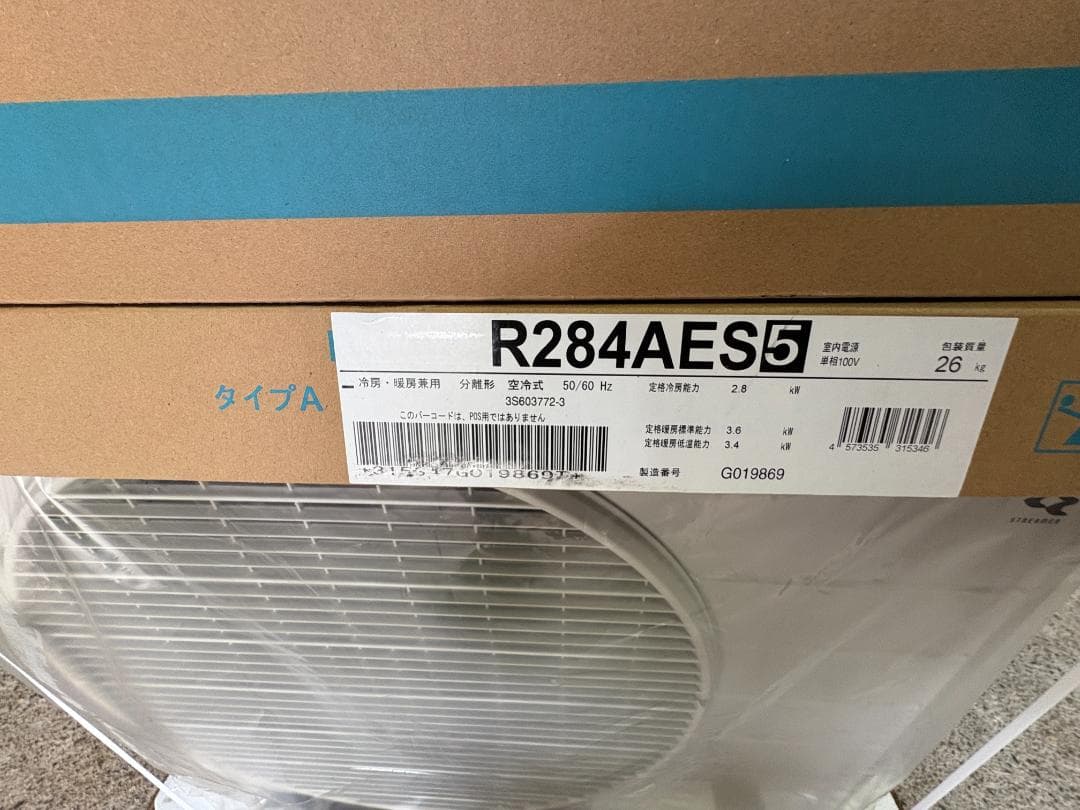 R284AES5
室内電源
単相100V
包装質量
26 kg
冷房・暖房兼用 分離形 空冷式 50/60 Hz
3S603772-3
このバーコードは、POS用ではありません
定格冷房能力 2.8 kW
定格暖房標準能力 3.6 kW
定格暖房低温能力 3.4 kW
製造番号 G019869
4 573535 315346
タイプA
STREAMER